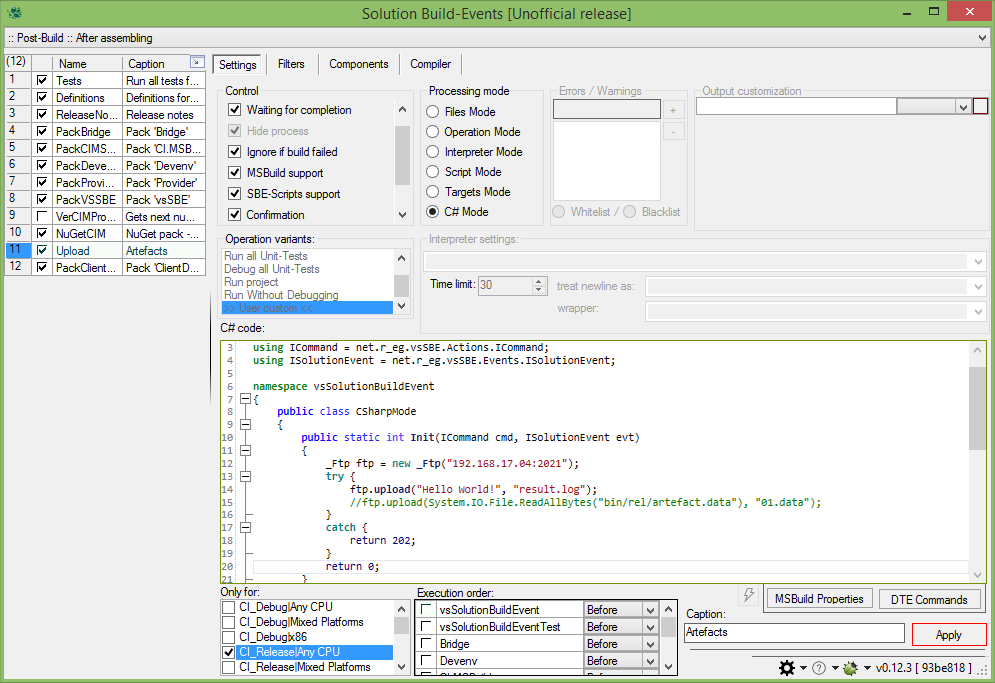 Solution Build-Events [Unofficial release]
:: Post-Build :: After assembling
(12) Name Caption
1 Tests Run all tests f...
2 Definitions Definitions for...
3 ReleaseNo... Release notes
4 PackBridge Pack 'Bridge'
5 PackCIMS... Pack 'CI.MSB...
6 PackDeve... Pack 'Devenv'
7 PackProvi... Pack 'Provider'
8 PackVSSBE Pack 'vsSBE'
9 VerCIMPro... Gets next nu...
10 NuGetCIM NuGet pack -...
11 Upload Artefacts
12 PackClient... Pack 'ClientD...
Settings Filters Components Compiler
Control
Waiting for completion
Hide process
Ignore if build failed
MSBuild support
SBE-Scripts support
Confirmation
Processing mode
Files Mode
Operation Mode
Interpreter Mode
Script Mode
Targets Mode
C# Mode
Errors / Warnings
+
-
Whitelist / Blacklist
Output customization
Operation variants:
Run all Unit-Tests
Debug all Unit-Tests
Run project
Run Without Debugging
>> User custom <<
Interpreter settings:
Time limit: 30 treat newline as:
wrapper:
C# code:
3 using ICommand = net.r_eg.vsSBE.Actions.ICommand;
4 using ISolutionEvent = net.r_eg.vsSBE.Events.ISolutionEvent;
5
6 namespace vsSolutionBuildEvent
7 {
8 public class CSharpMode
9 {
10 public static int Init(ICommand cmd, ISolutionEvent evt)
11 {
12 _Ftp ftp = new _Ftp("192.168.17.04:2021");
13 try {
14 ftp.upload("Hello World!", "result.log");
15 //ftp.upload(System.IO.File.ReadAllBytes("bin/rel/artefact.data"), "01.data");
16 }
17 catch {
18 return 202;
19 }
20 return 0;
21 }
Only for:
CI_Debug|Any CPU
CI_Debug|Mixed Platforms
CI_Debug|x86
CI_Release|Any CPU
CI_Release|Mixed Platforms
Execution order:
vsSolutionBuildEvent Before
vsSolutionBuildEventTest Before
Bridge Before
Devenv Before
MSBuild Properties DTE Commands
Caption:
Artefacts
Apply
v0.12.3 [ 93be818 ]